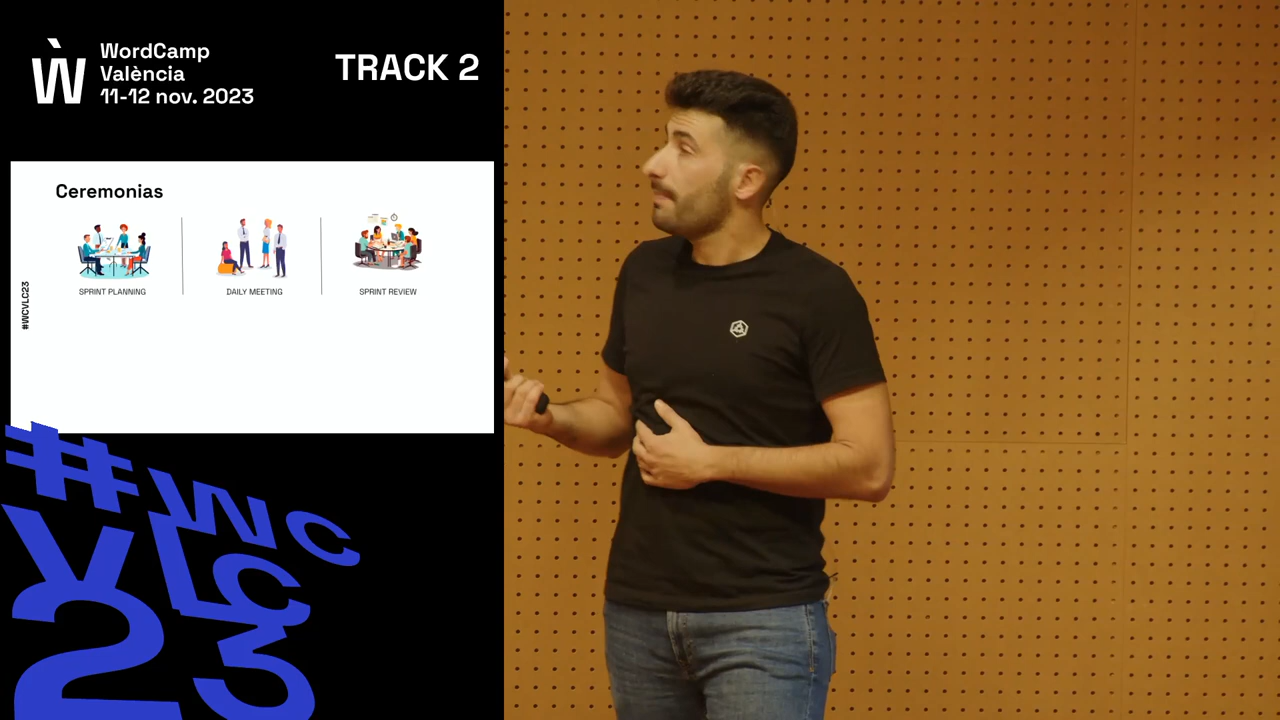 WordCamp
València
11-12 nov. 2023
TRACK 2
Ceremonias
SPRINT PLANNING
DAILY MEETING
SPRINT REVIEW
#WCVLC23
#WC
VLC
23